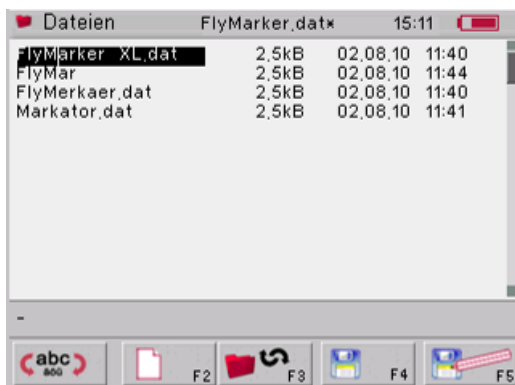 Dateien FlyMarker.dat* 15:11
FlyMarker XL.dat 2,5kB 02.08.10 11:40
FlyMar 2,5kB 02.08.10 11:44
FlyMerkaer.dat 2,5kB 02.08.10 11:40
Markator.dat 2,5kB 02.08.10 11:41
-
abc F2 F3 F4 F5